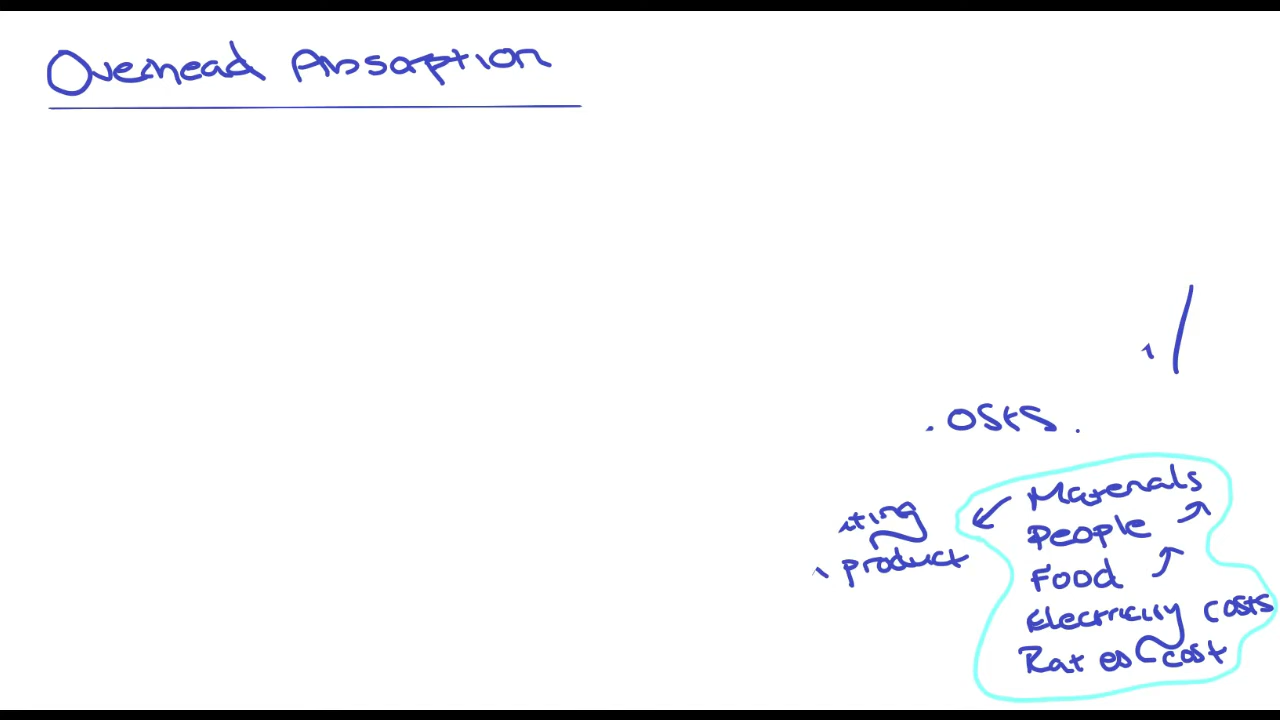 Overhead Absorption
osts
Materials
People
ting
product
Food
Electricity costs
Rates cost